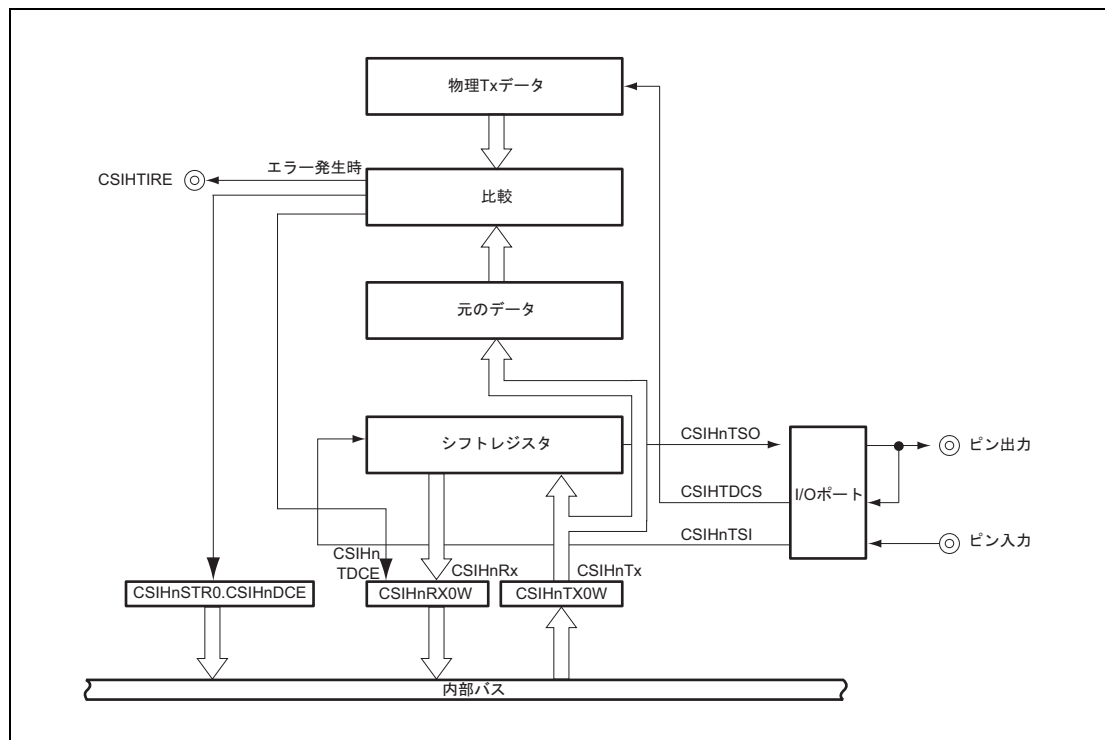 物理Txデータ
エラー発生時
CSIHTIRE
比較
元のデータ
シフトレジスタ
CSIHnTSO
ピン出力
CSIHTDCS
I/Oポート
CSIHnTSI
ピン入力
CSIHn
TDCE
CSIHnRx
CSIHnTx
CSIHnSTR0.CSIHnDCE
CSIHnRX0W
CSIHnTX0W
内部バス